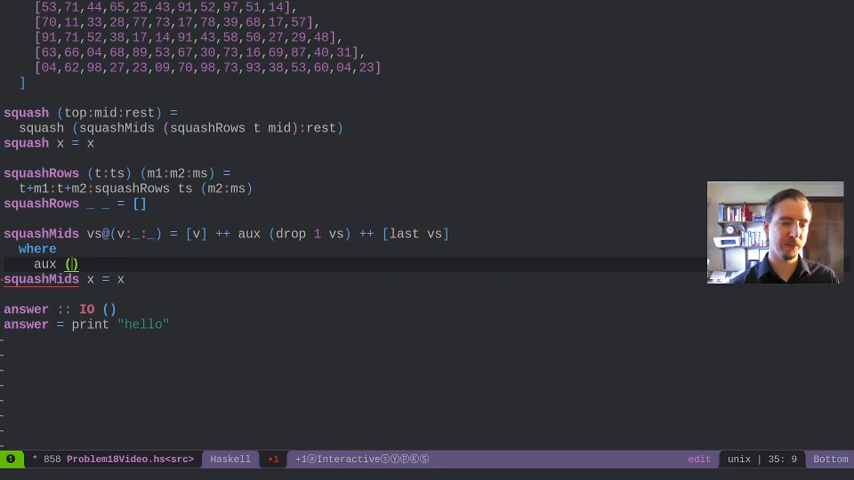 [53,71,44,65,25,43,91,52,97,51,14],
[70,11,33,28,77,73,17,78,39,68,17,57],
[91,71,52,38,17,14,91,43,58,50,27,29,48],
[63,66,04,68,89,53,67,30,73,16,69,87,40,31],
[04,62,98,27,23,09,70,98,73,93,38,53,60,04,23]
]
squash (top:mid:rest) =
squash (squashMids (squashRows t mid):rest)
squash x = x
squashRows (t:ts) (m1:m2:ms) =
t+m1:t+m2:squashRows ts (m2:ms)
squashRows _ _ = []
squashMids vs@(v:_:_) = [v] ++ aux (drop 1 vs) ++ [last vs]
where
aux ()
squashMids x = x
answer :: IO ()
answer = print "hello"
~
~
~
~
~
~
~
~
❶ * 858 Problem18Video.hs<src> Haskell •1 +1ⓐInteractiveⓢⓨⓟⓀⓈ edit unix | 35: 9 Bottom